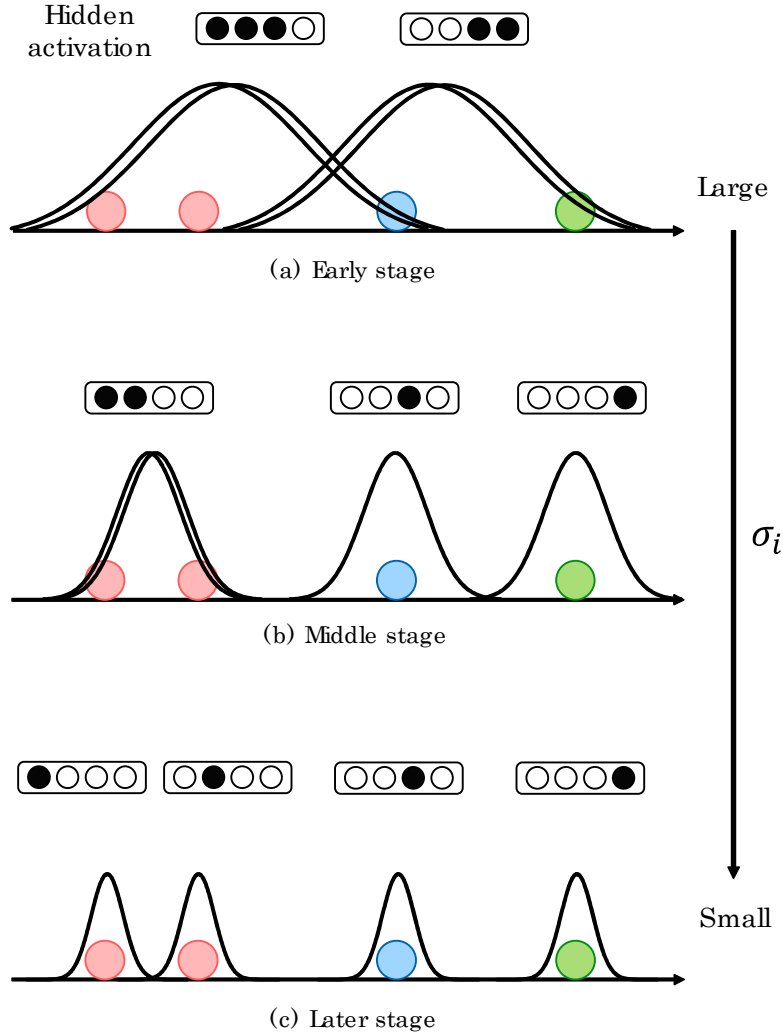 Hidden
activation
Large
(a) Early stage
(b) Middle stage
σᵢ
Small
(c) Later stage